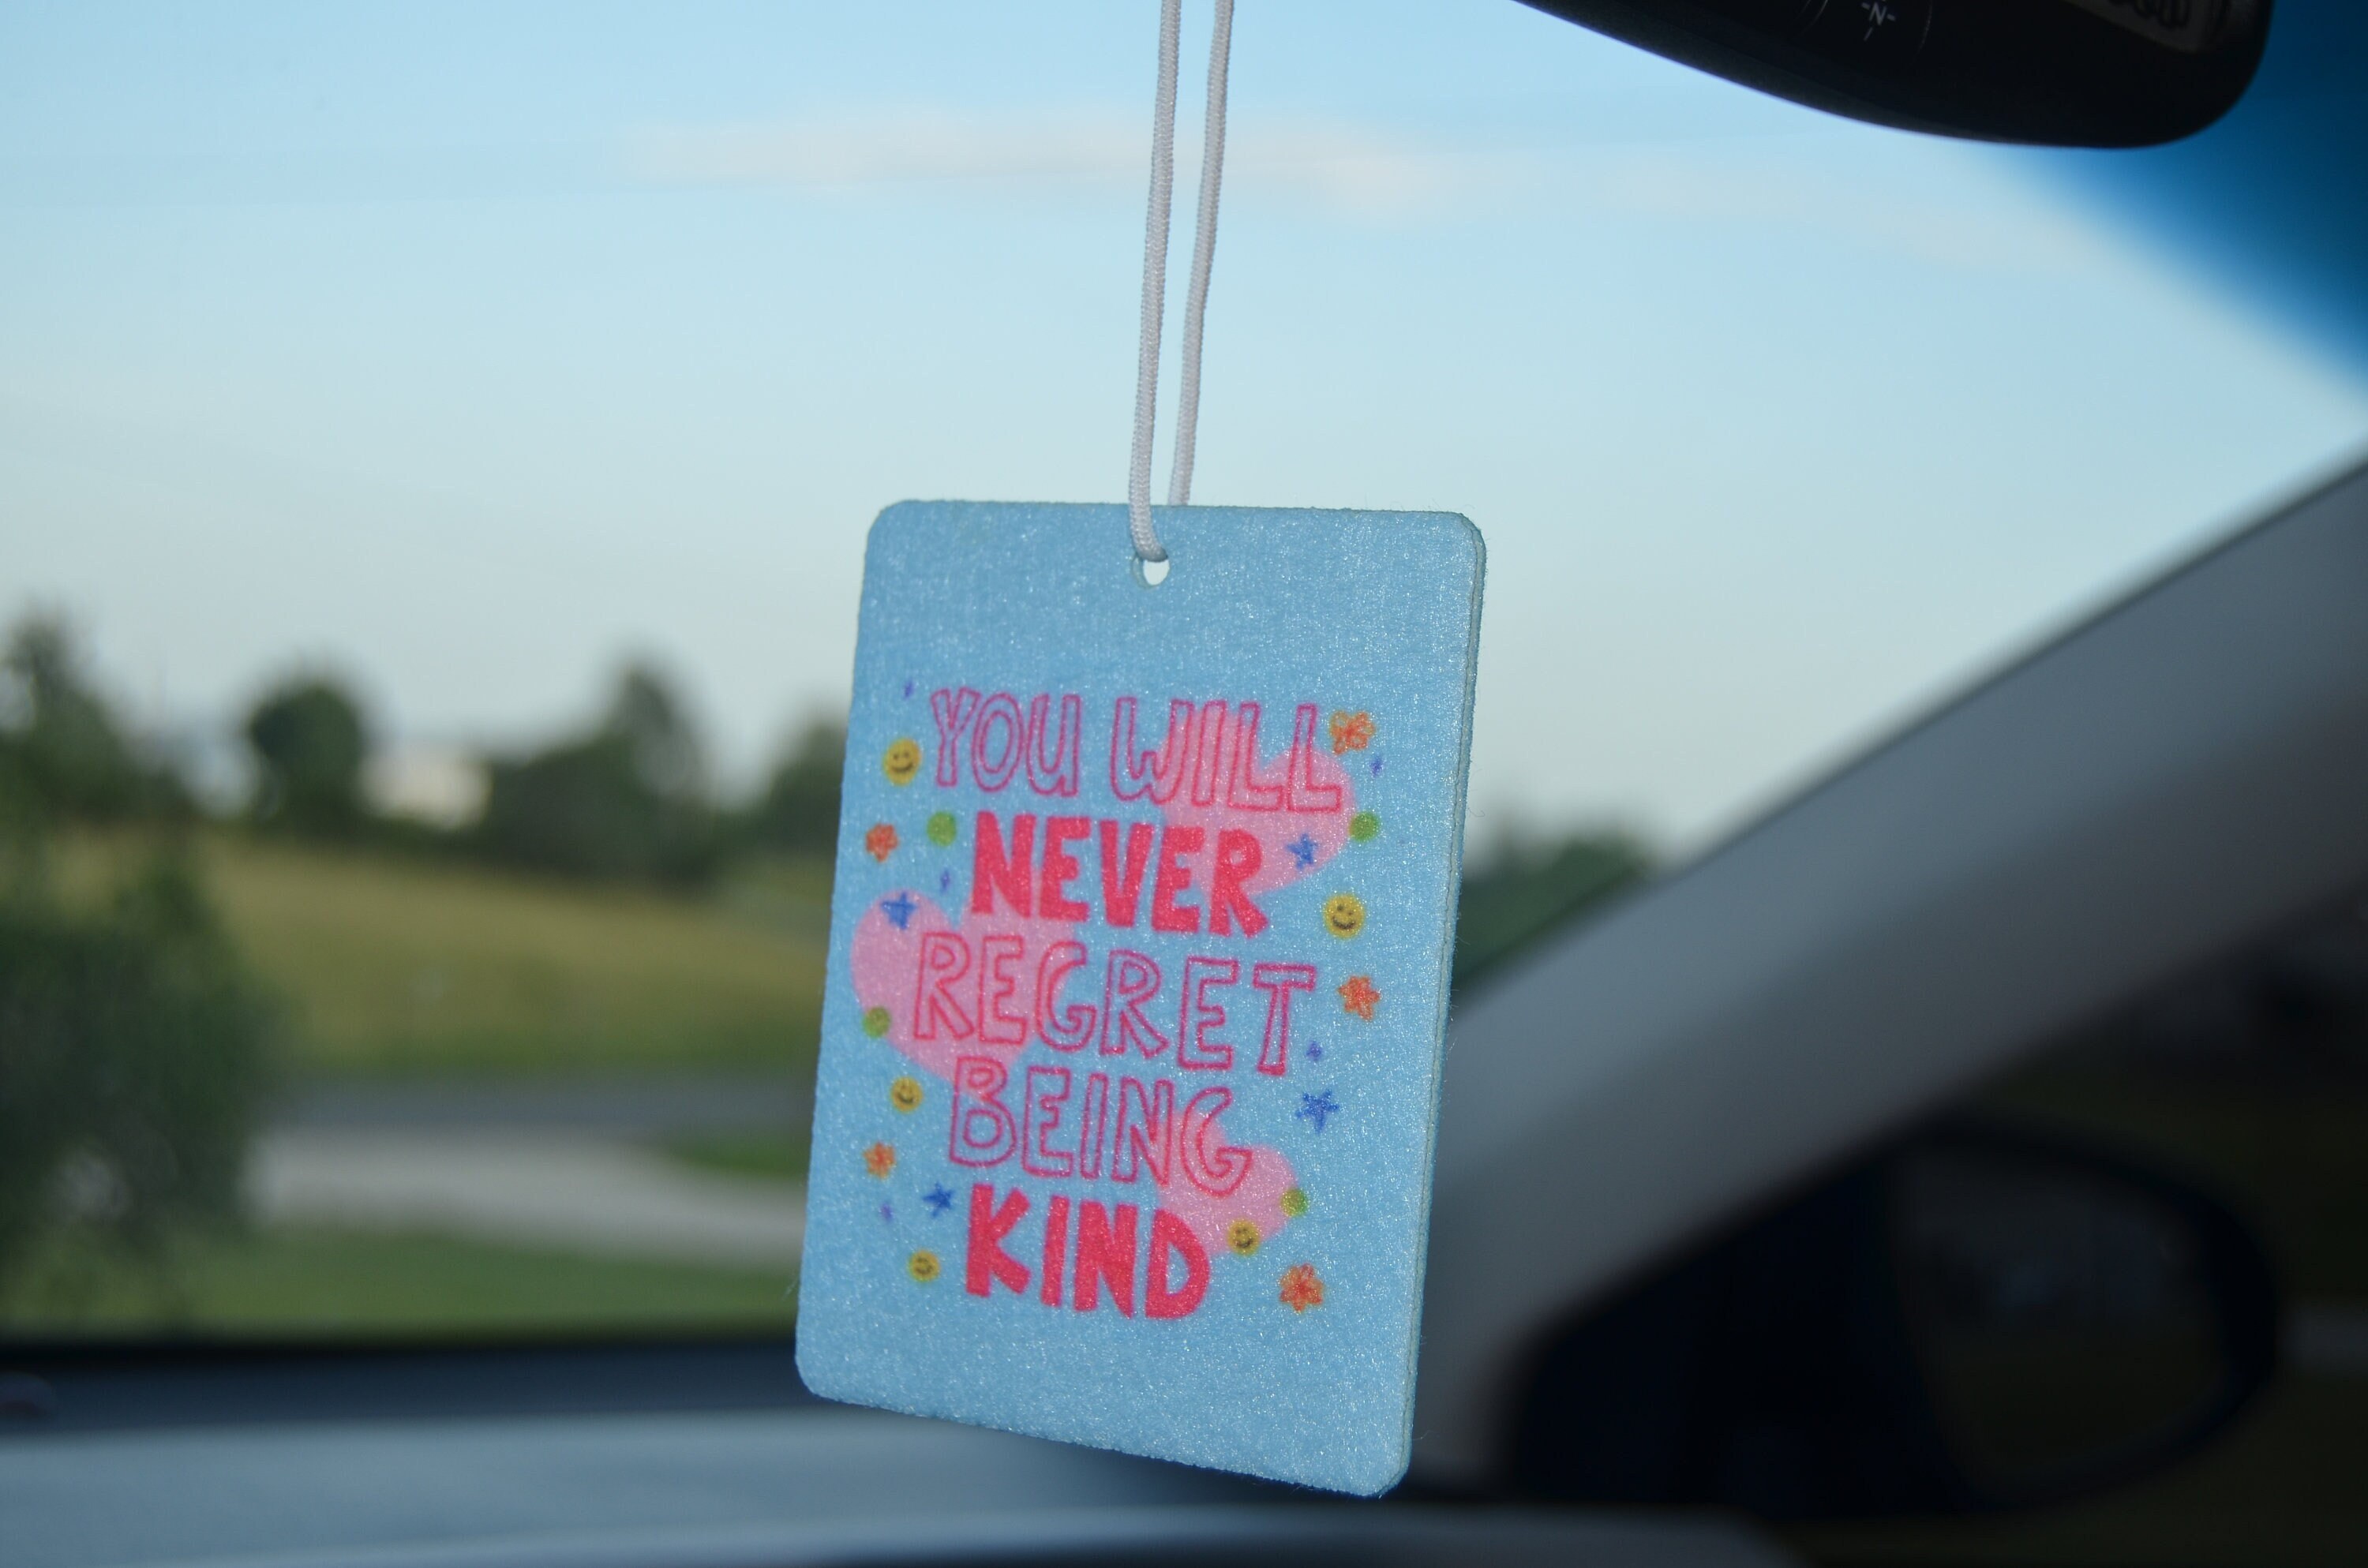 YOU WILL
NEVER
REGRET
BEING
KIND
-N-